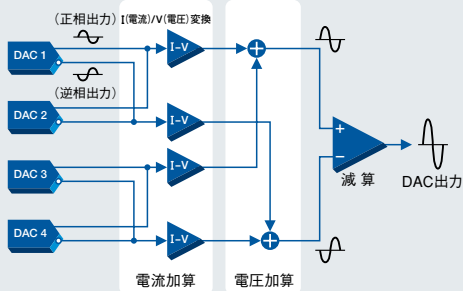 （正相出力）
I(電流)/V(電圧)変換
DAC 1
I-V
+
（逆相出力）
DAC 2
I-V
+
減 算
−
DAC出力
DAC 3
I-V
DAC 4
I-V
+
電流加算
電圧加算